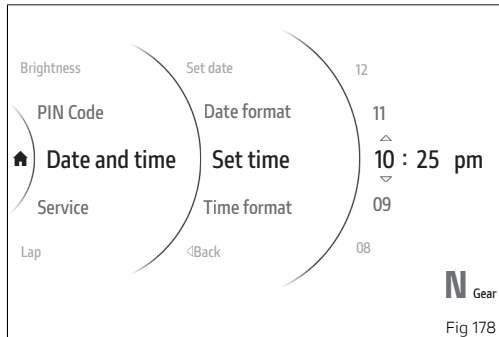 Brightness
PIN Code
Date and time
Service
Lap
Set date
Date format
Set time
Time format
Back
12
11
10 : 25 pm
09
08
N Gear
Fig 178